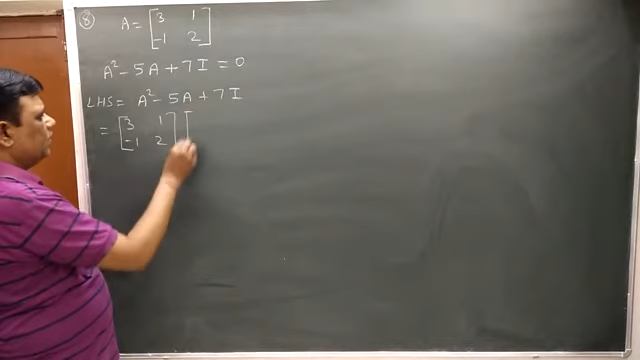 ⑧ A = [3 1
-1 2]
A² - 5A + 7I = 0
LHS = A² - 5A + 7I
= [3 1
-1 2] [